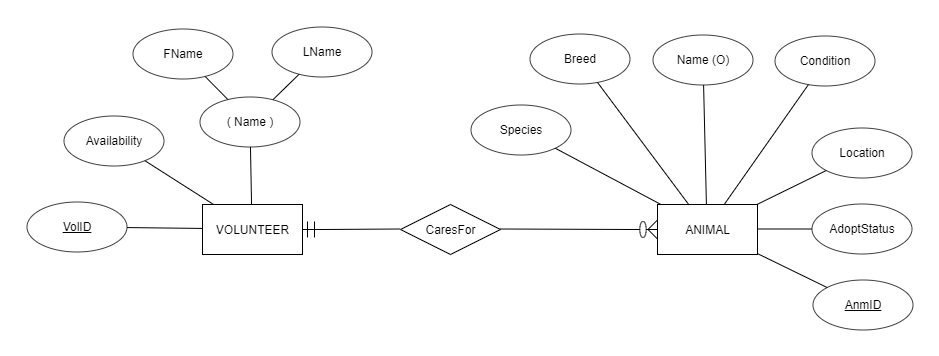 FName
LName
( Name )
Availability
VolID
VOLUNTEER
CaresFor
Breed
Name (O)
Condition
Species
Location
ANIMAL
AdoptStatus
AnmID